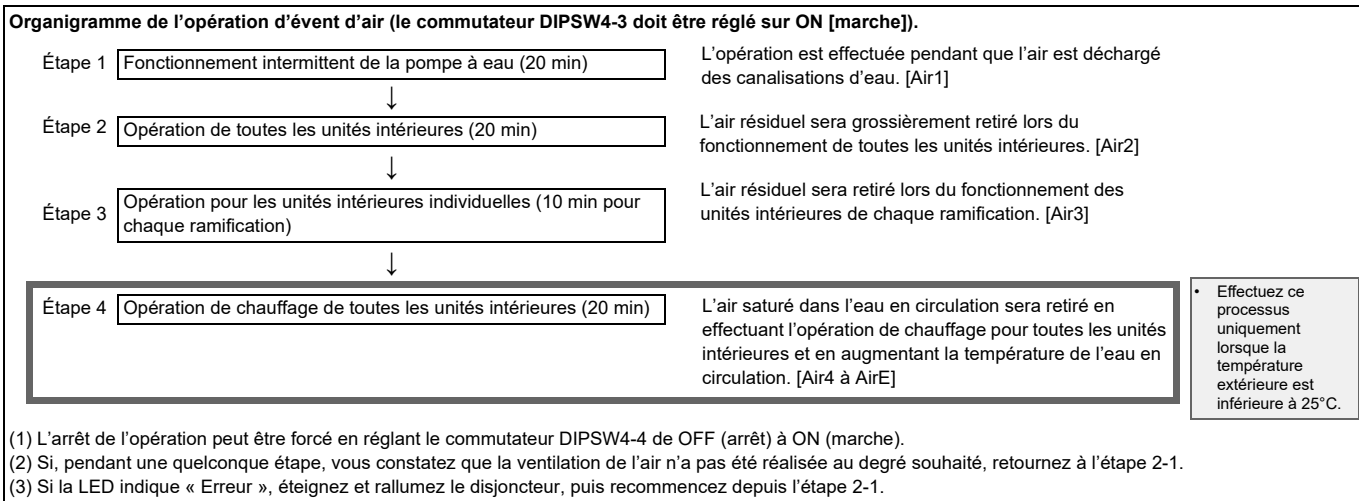 Organigramme de l'opération d'évent d'air (le commutateur DIPSW4-3 doit être réglé sur ON [marche]).
Étape 1 Fonctionnement intermittent de la pompe à eau (20 min)
L'opération est effectuée pendant que l'air est déchargé
des canalisations d'eau. [Air1]
↓
Étape 2 Opération de toutes les unités intérieures (20 min)
L'air résiduel sera grossièrement retiré lors du
fonctionnement de toutes les unités intérieures. [Air2]
↓
Étape 3 Opération pour les unités intérieures individuelles (10 min pour
chaque ramification)
L'air résiduel sera retiré lors du fonctionnement des
unités intérieures de chaque ramification. [Air3]
↓
Étape 4 Opération de chauffage de toutes les unités intérieures (20 min)
L'air saturé dans l'eau en circulation sera retiré en
effectuant l'opération de chauffage pour toutes les unités
intérieures et en augmentant la température de l'eau en
circulation. [Air4 à AirE]
• Effectuez ce
processus
uniquement
lorsque la
température
extérieure est
inférieure à 25°C.
(1) L'arrêt de l'opération peut être forcé en réglant le commutateur DIPSW4-4 de OFF (arrêt) à ON (marche).
(2) Si, pendant une quelconque étape, vous constatez que la ventilation de l'air n'a pas été réalisée au degré souhaité, retournez à l'étape 2-1.
(3) Si la LED indique « Erreur », éteignez et rallumez le disjoncteur, puis recommencez depuis l'étape 2-1.